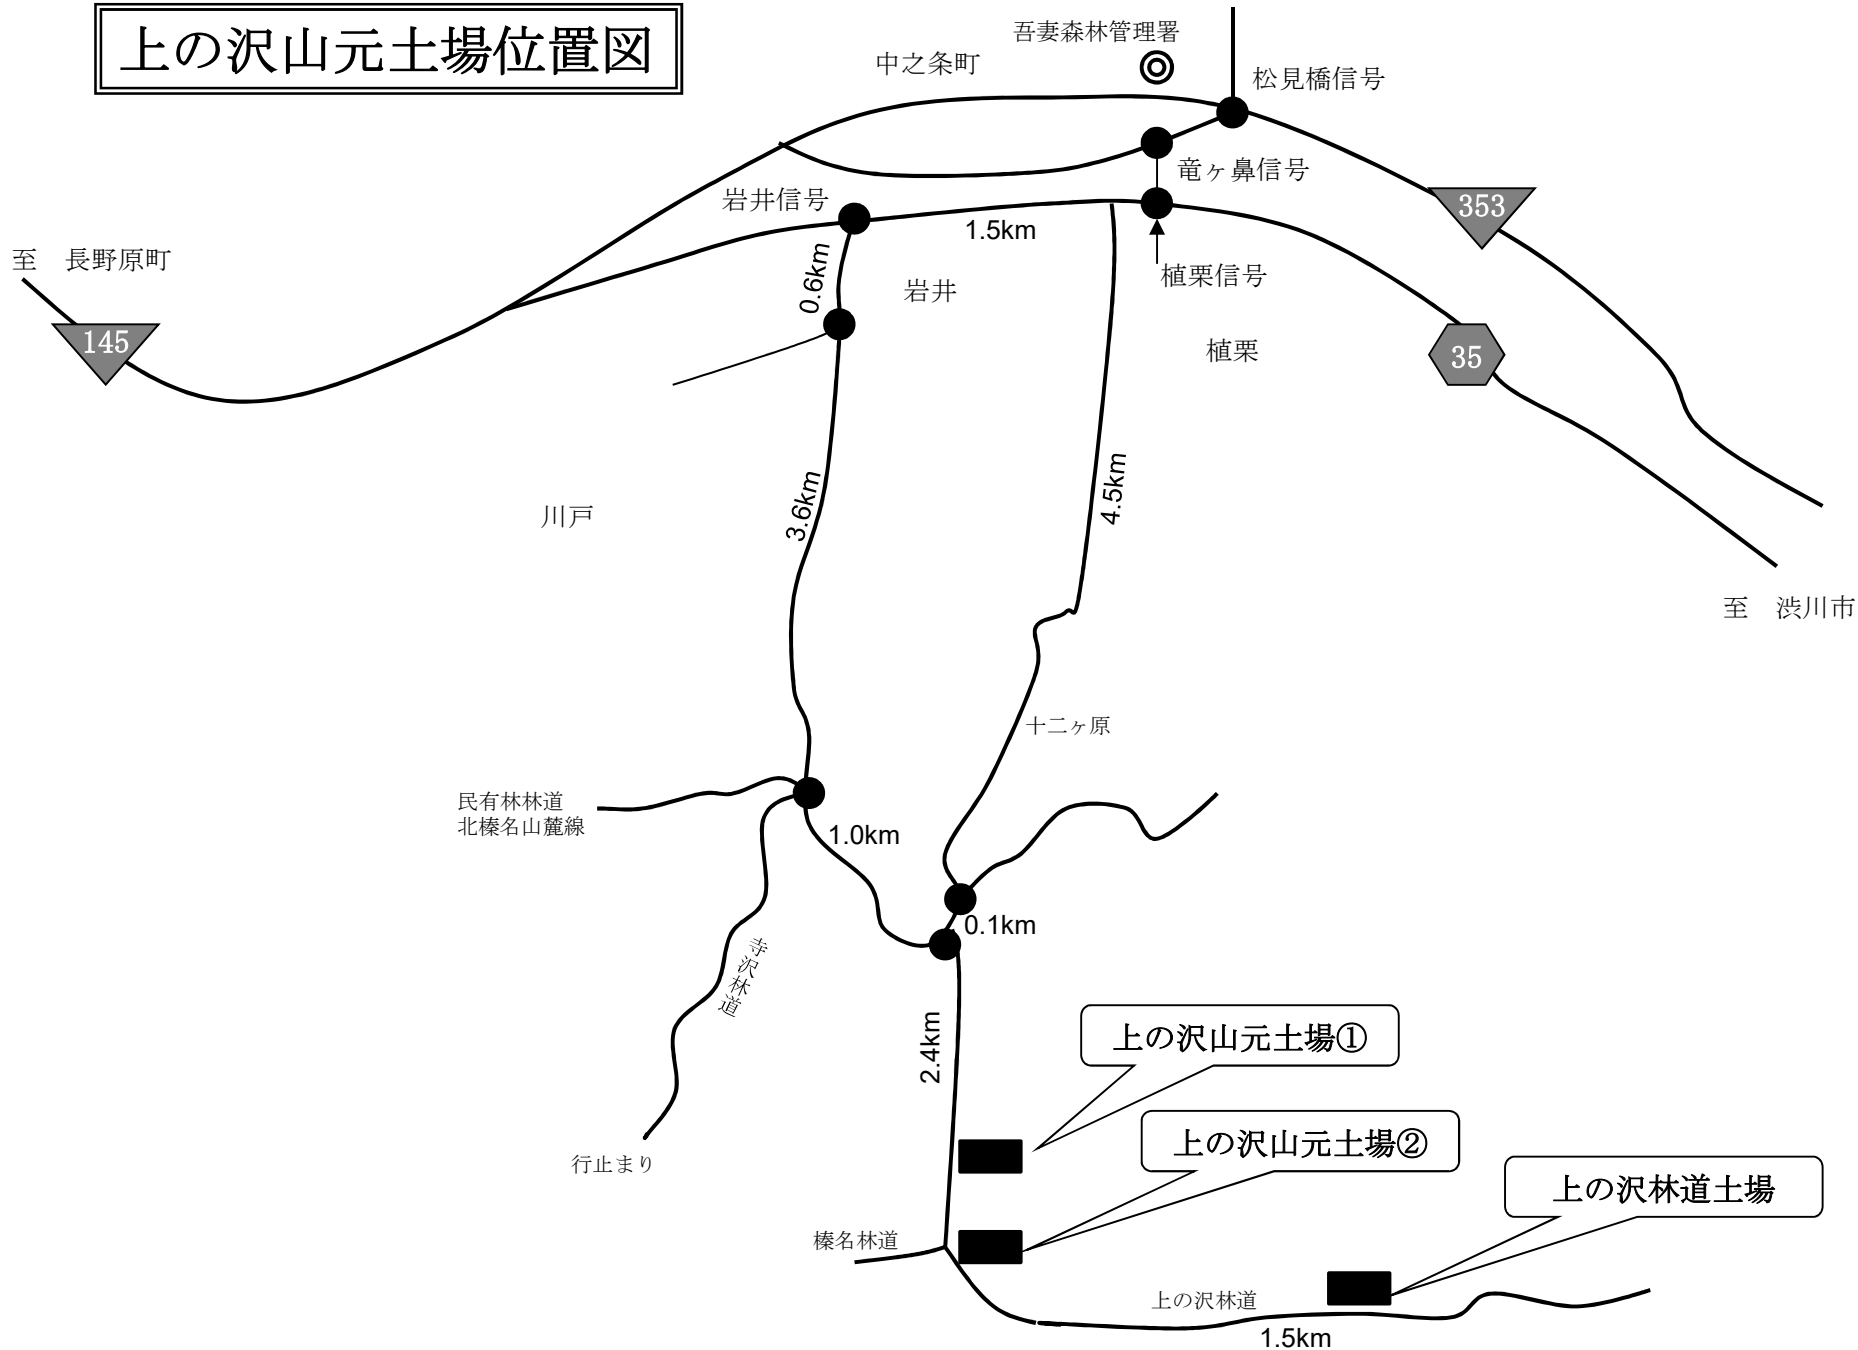 上の沢山元土場位置図
吾妻森林管理署
中之条町
松見橋信号
竜ヶ鼻信号
岩井信号
353
1.5km
至　長野原町
0.6km
岩井
植栗信号
145
植栗
35
3.6km
4.5km
川戸
至　渋川市
十二ヶ原
民有林林道
北榛名山麓線
1.0km
0.1km
寺沢林道
2.4km
上の沢山元土場①
上の沢山元土場②
行止まり
上の沢林道土場
榛名林道
上の沢林道
1.5km